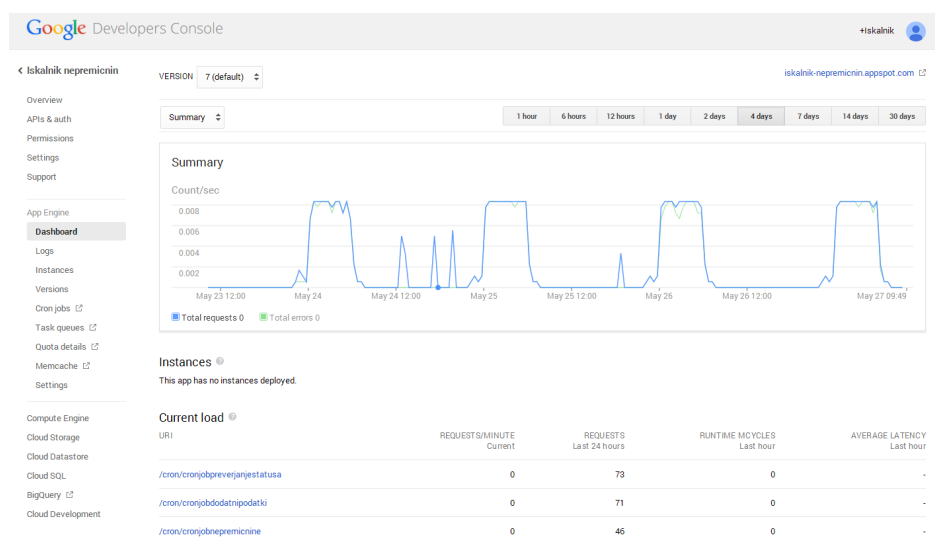 Google Developers Console
+Iskalnik
Iskalnik nepremicnin
Overview
APIs & auth
Permissions
Settings
Support
App Engine
Dashboard
Logs
Instances
Versions
Cron jobs
Task queues
Quota details
Memcache
Settings
Compute Engine
Cloud Storage
Cloud Datastore
Cloud SQL
BigQuery
Cloud Development
VERSION 7 (default)
iskalnik-nepremicnin.appspot.com
Summary
1 hour 6 hours 12 hours 1 day 2 days 4 days 7 days 14 days 30 days
Summary
Count/sec
0.008
0.006
0.004
0.002
May 23 12:00 May 24 May 24 12:00 May 25 May 25 12:00 May 26 May 26 12:00 May 27 09:49
Total requests 0 Total errors 0
Instances
This app has no instances deployed.
Current load
URI REQUESTS/MINUTE REQUESTS RUNTIME MCYCLES AVERAGE LATENCY
Current Last 24 hours Last hour Last hour
/cron/cronjobpreverjanjestatusa 0 73 0 -
/cron/cronjobdodatnipodatki 0 71 0 -
/cron/cronjobnepremicnine 0 46 0 -